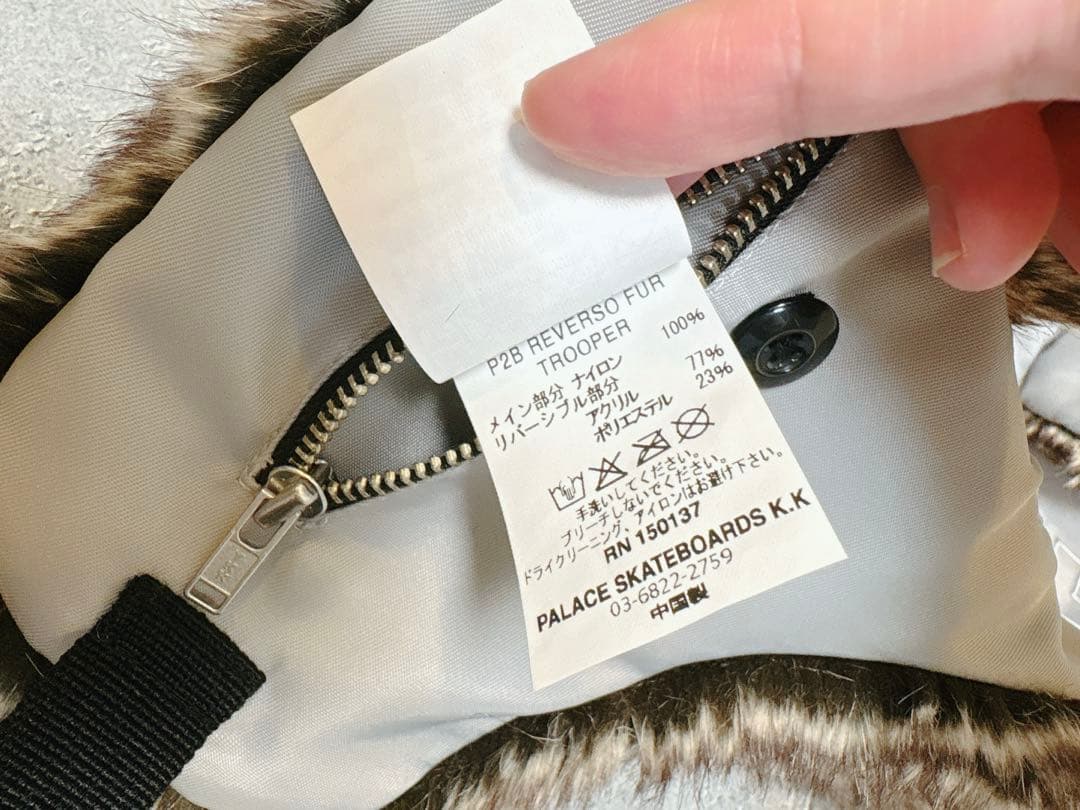 P2B REVERSO FUR
TROOPER
メイン部分 ナイロン 100%
リバーシブル部分
アクリル 77%
ポリエステル 23%
手洗いしてください。
ブリーチしないでください。
ドライクリーニング、アイロンはお避け下さい。
RN 150137
PALACE SKATEBOARDS K.K
03-6822-2759
中国製